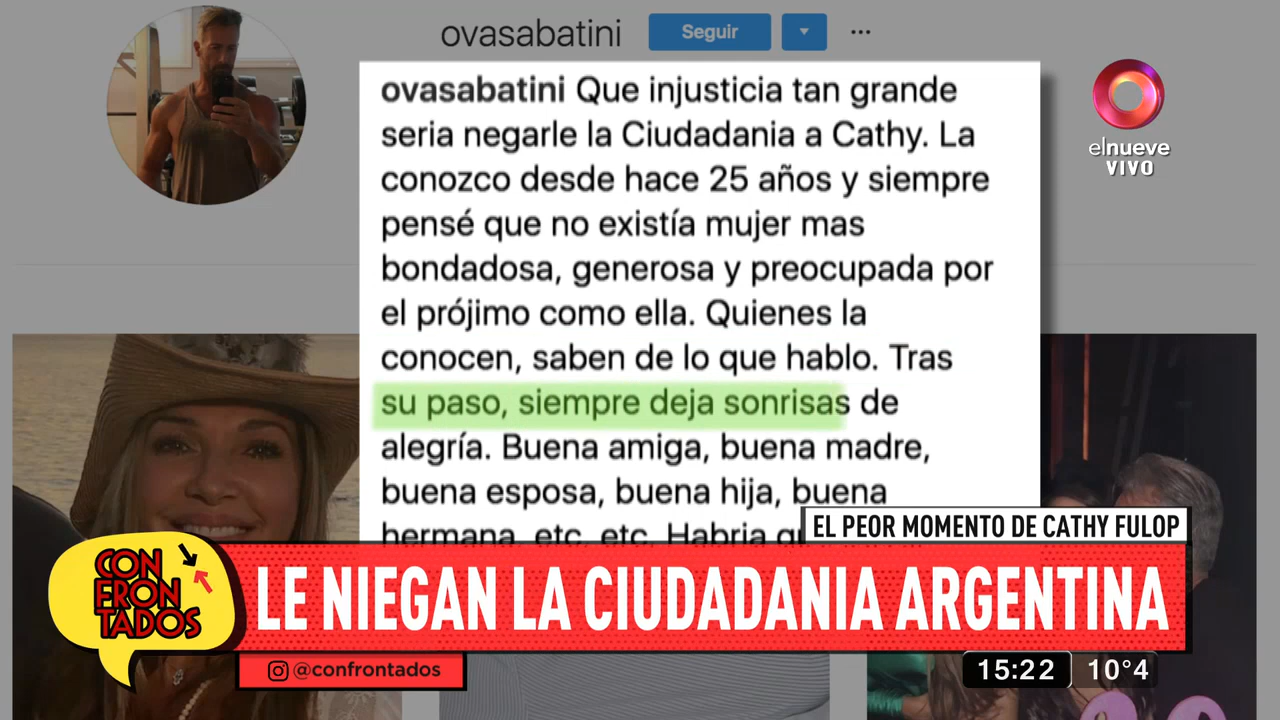 ovasabatini Seguir
ovasabatini Que injusticia tan grande
seria negarle la Ciudadania a Cathy. La
conozco desde hace 25 años y siempre
pensé que no existía mujer mas
bondadosa, generosa y preocupada por
el prójimo como ella. Quienes la
conocen, saben de lo que hablo. Tras
su paso, siempre deja sonrisas de
alegría. Buena amiga, buena madre,
buena esposa, buena hija, buena
hermana, etc, etc. Habria
elnueve
VIVO
EL PEOR MOMENTO DE CATHY FULOP
CON
FRON
TADOS
LE NIEGAN LA CIUDADANIA ARGENTINA
@confrontados
15:22 10°4